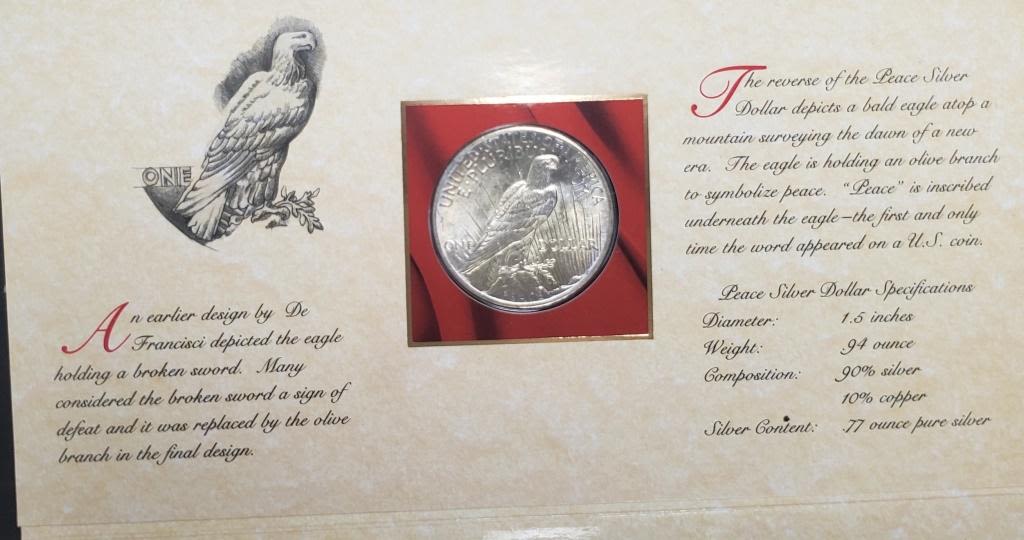 ONE
An earlier design by De
Francisci depicted the eagle
holding a broken sword. Many
considered the broken sword a sign of
defeat and it was replaced by the olive
branch in the final design.
UNITED STATES OF AMERICA
E PLURIBUS UNUM
ONE DOLLAR
The reverse of the Peace Silver
Dollar depicts a bald eagle atop a
mountain surveying the dawn of a new
era. The eagle is holding an olive branch
to symbolize peace. "Peace" is inscribed
underneath the eagle–the first and only
time the word appeared on a U.S. coin.
Peace Silver Dollar Specifications
Diameter: 1.5 inches
Weight: .94 ounce
Composition: 90% silver
10% copper
Silver Content: .77 ounce pure silver